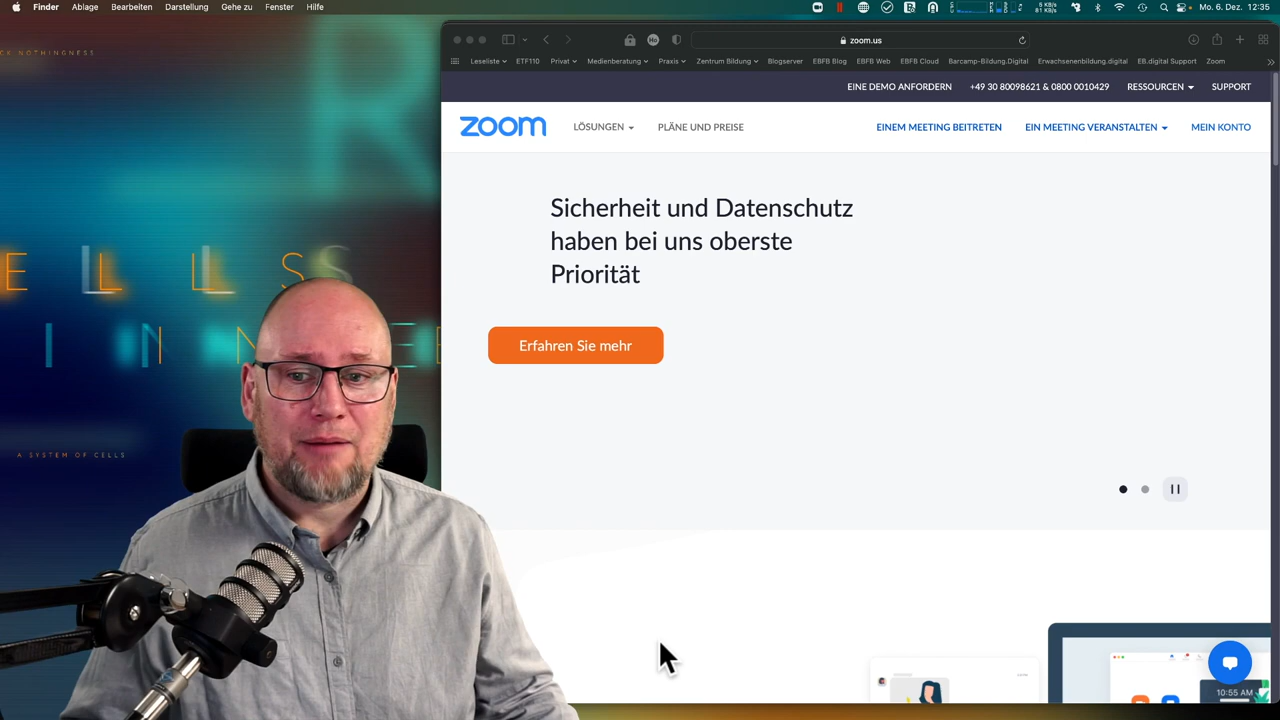 Finder Ablage Bearbeiten Darstellung Gehe zu Fenster Hilfe
5 KB/s
Mo. 6. Dez. 12:35
CK NOTHINGNESS
zoom.us
Leseliste ETF110 Privat Medienberatung Praxis Zentrum Bildung Blogserver EBFB Blog EBFB Web EBFB Cloud Barcamp-Bildung.Digital Erwachsenenbildung.digital EB.digital Support Zoom
EINE DEMO ANFORDERN +49 30 80098621 & 0800 0010429 RESSOURCEN SUPPORT
zoom LÖSUNGEN PLÄNE UND PREISE EINEM MEETING BEITRETEN EIN MEETING VERANSTALTEN MEIN KONTO
Sicherheit und Datenschutz
haben bei uns oberste
Priorität
Erfahren Sie mehr
E L L S
I N N E
A SYSTEM OF CELLS
10:55 AM